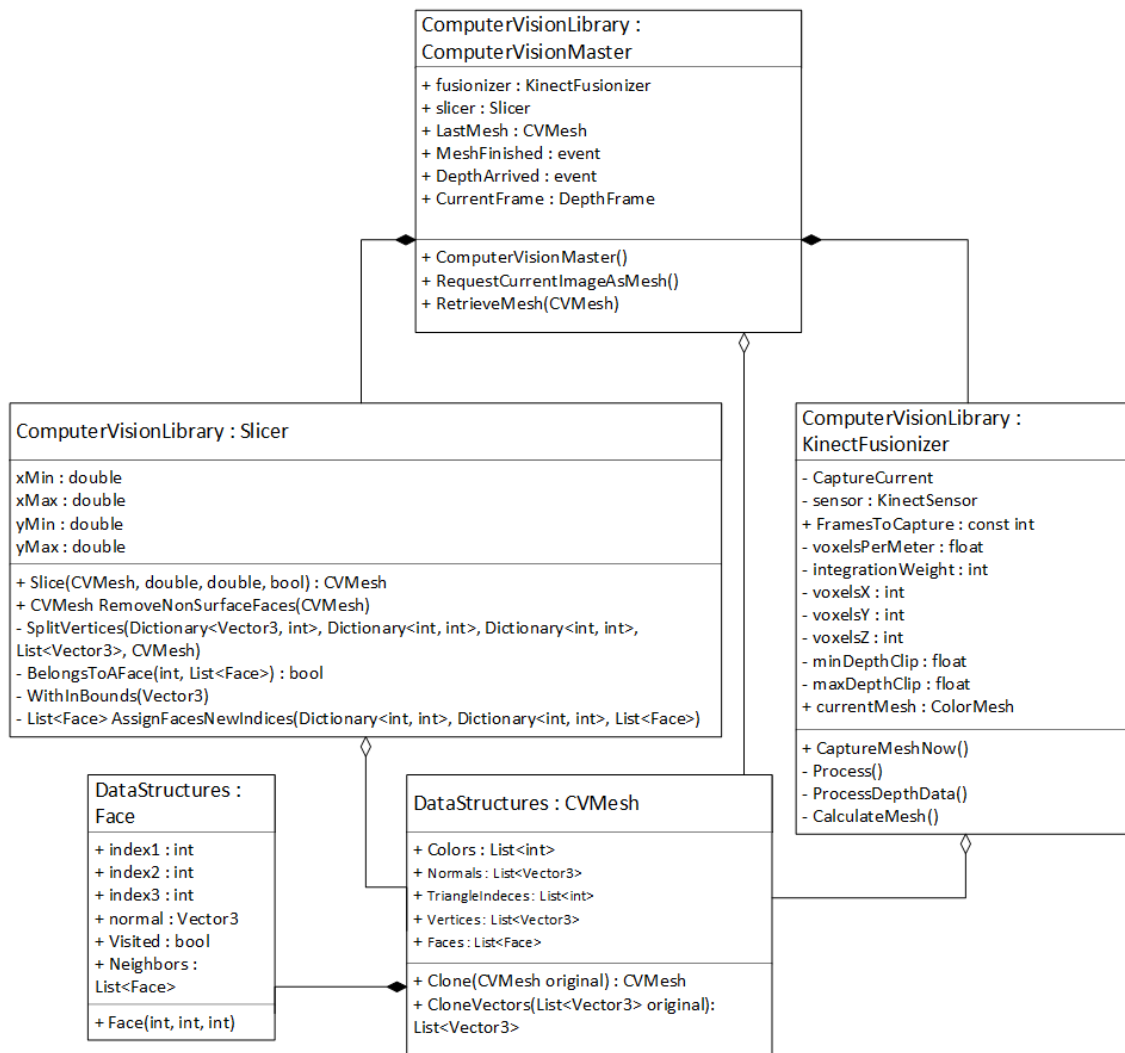 ComputerVisionLibrary :
ComputerVisionMaster
+ fusionizer : KinectFusionizer
+ slicer : Slicer
+ LastMesh : CVMesh
+ MeshFinished : event
+ DepthArrived : event
+ CurrentFrame : DepthFrame
+ ComputerVisionMaster()
+ RequestCurrentImageAsMesh()
+ RetrieveMesh(CVMesh)
ComputerVisionLibrary : Slicer
xMin : double
xMax : double
yMin : double
yMax : double
+ Slice(CVMesh, double, double, bool) : CVMesh
+ CVMesh RemoveNonSurfaceFaces(CVMesh)
- SplitVertices(Dictionary<Vector3, int>, Dictionary<int, int>, Dictionary<int, int>,
List<Vector3>, CVMesh)
- BelongsToAFace(int, List<Face>) : bool
- WithInBounds(Vector3)
- List<Face> AssignFacesNewIndices(Dictionary<int, int>, Dictionary<int, int>, List<Face>)
ComputerVisionLibrary :
KinectFusionizer
- CaptureCurrent
- sensor : KinectSensor
+ FramesToCapture : const int
- voxelsPerMeter : float
- integrationWeight : int
- voxelsX : int
- voxelsY : int
- voxelsZ : int
- minDepthClip : float
- maxDepthClip : float
+ currentMesh : ColorMesh
+ CaptureMeshNow()
- Process()
- ProcessDepthData()
- CalculateMesh()
DataStructures :
Face
+ index1 : int
+ index2 : int
+ index3 : int
+ normal : Vector3
+ Visited : bool
+ Neighbors :
List<Face>
+ Face(int, int, int)
DataStructures : CVMesh
+ Colors : List<int>
+ Normals : List<Vector3>
+ TriangleIndeces : List<int>
+ Vertices : List<Vector3>
+ Faces : List<Face>
+ Clone(CVMesh original) : CVMesh
+ CloneVectors(List<Vector3> original):
List<Vector3>